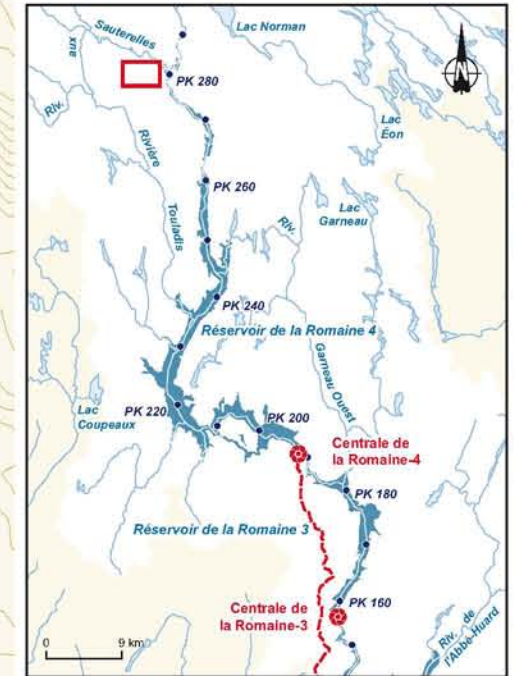 Sauterelles
aux
Riv.
Lac Norman
N
PK 280
Lac
Éon
Rivière
Touladis
PK 260
Riv.
Lac
Garneau
PK 240
Réservoir de la Romaine 4
Garneau Ouest
Lac
Coupeaux
PK 220
PK 200
Centrale de
la Romaine-4
PK 180
Réservoir de la Romaine 3
Centrale de
la Romaine-3
PK 160
Riv. de
l'Abbé-Huard
0 9 km